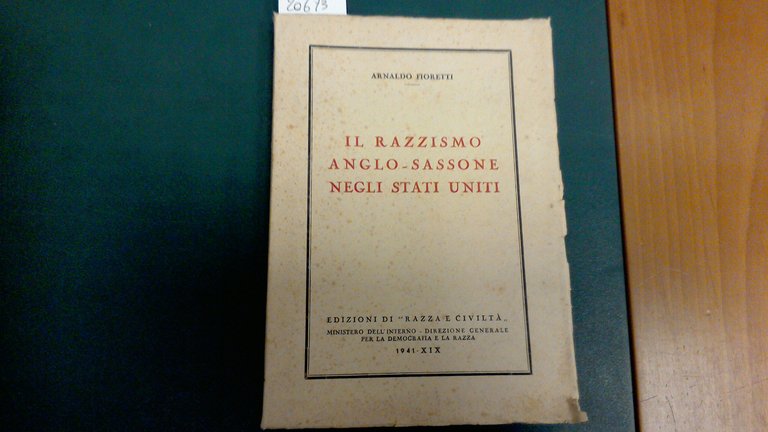 20673
ARNALDO FIORETTI
IL RAZZISMO
ANGLO-SASSONE
NEGLI STATI UNITI
EDIZIONI DI "RAZZA E CIVILTÀ„
MINISTERO DELL'INTERNO - DIREZIONE GENERALE
PER LA DEMOGRAFIA E LA RAZZA
1941 - XIX